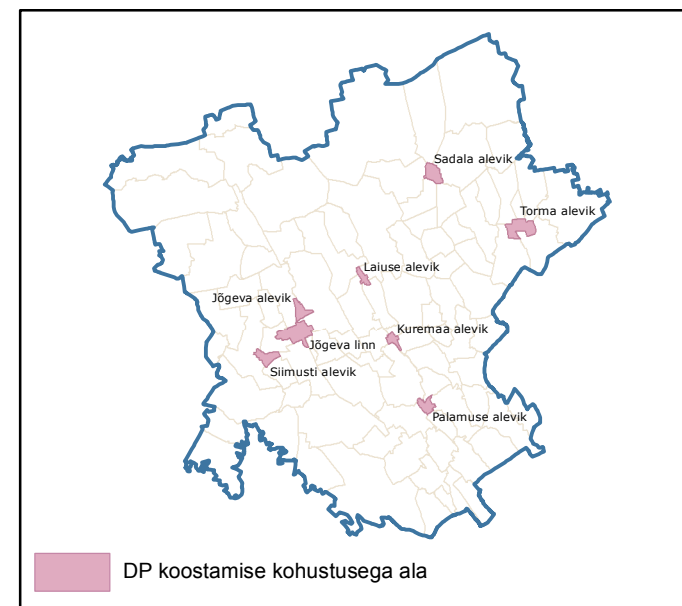 Sadala alevik
Torma alevik
Laiuse alevik
Jõgeva alevik
Kuremaa alevik
Jõgeva linn
Siimusti alevik
Palamuse alevik
DP koostamise kohustusega ala